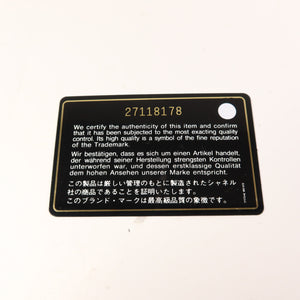 27118178
We certify the authenticity of this item and confirm
that it has been subjected to the most exacting quality
control. Its high quality is a symbol of the fine reputation
of the Trademark.
Wir bestätigen, dass es sich um einen Artikel handelt,
der während seiner Herstellung strengsten Kontrollen
unterworfen war, und dessen erstklassige Qualität
dem hohen Ansehen unserer Marke entspricht.
この製品は厳しい管理のもとに製造されたシャネル
社の商品であることを証明いたします。
このブランド・マークは最高級品質の象徴です。